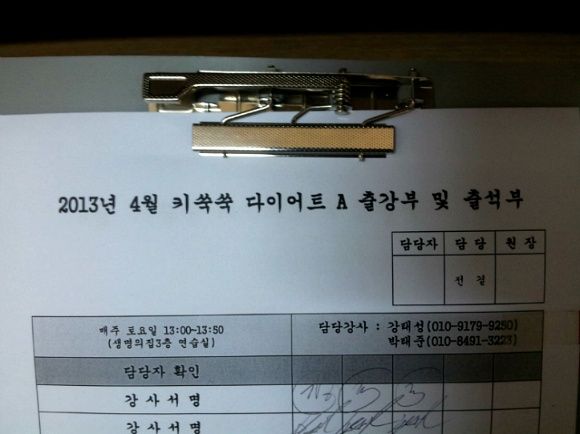 2013년 4월 키쑥쑥 다이어트 A 출강부 및 출석부
담당자 담 당 원 장
전 결
매주 토요일 13:00~13:50
(생명의집3층 연습실)
담당강사 : 강태성(010-9179-9280)
박태준(010-8491-3223)
담당자 확인
강 사 서 명
강 사 서 명